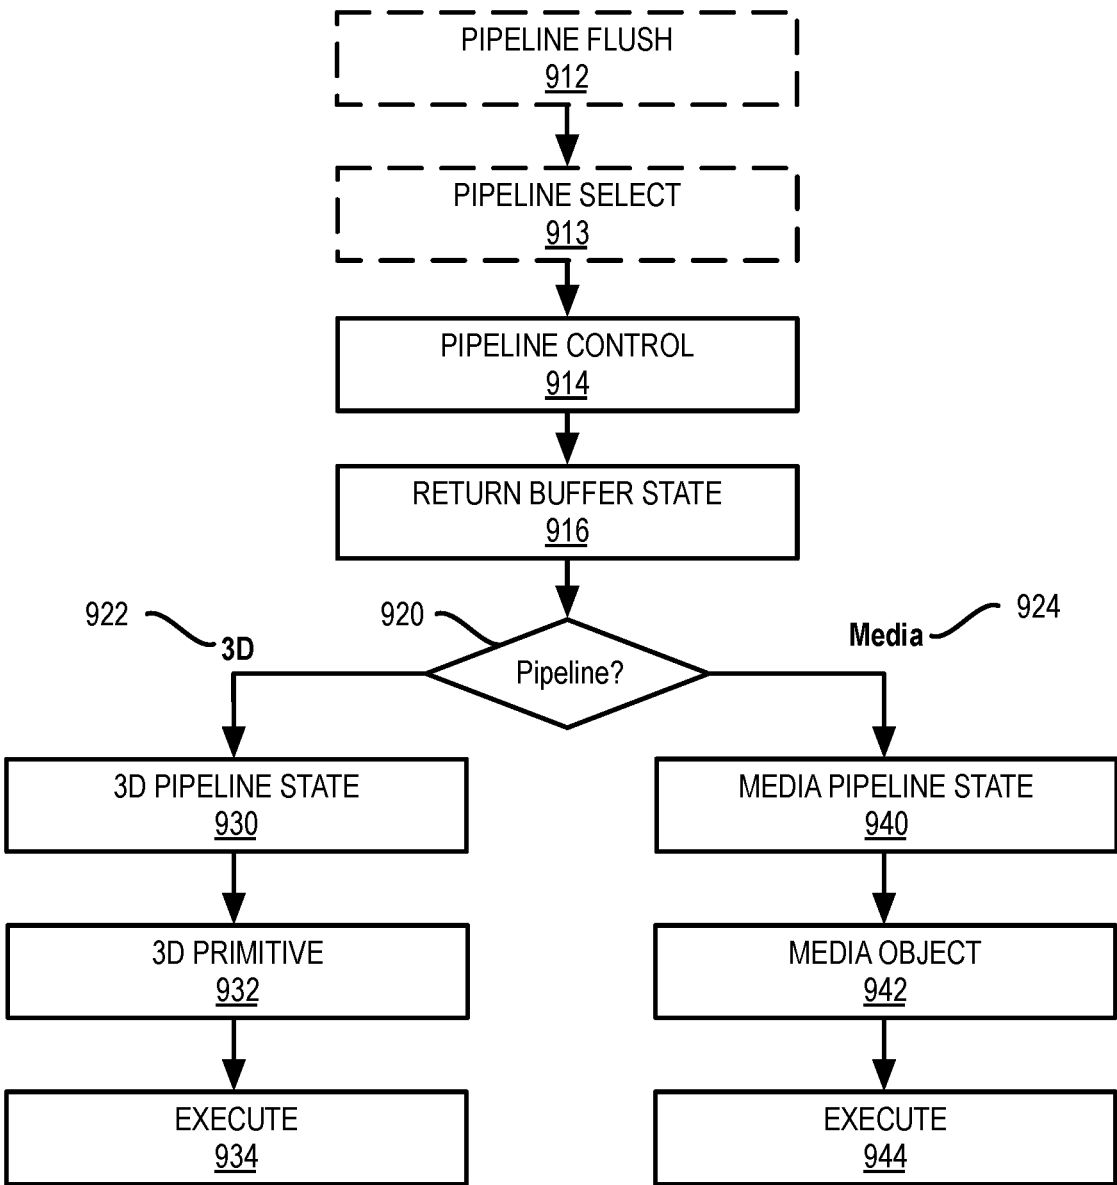 PIPELINE FLUSH
912
PIPELINE SELECT
913
PIPELINE CONTROL
914
RETURN BUFFER STATE
916
922
3D
920
Pipeline?
Media
924
3D PIPELINE STATE
930
MEDIA PIPELINE STATE
940
3D PRIMITIVE
932
MEDIA OBJECT
942
EXECUTE
934
EXECUTE
944